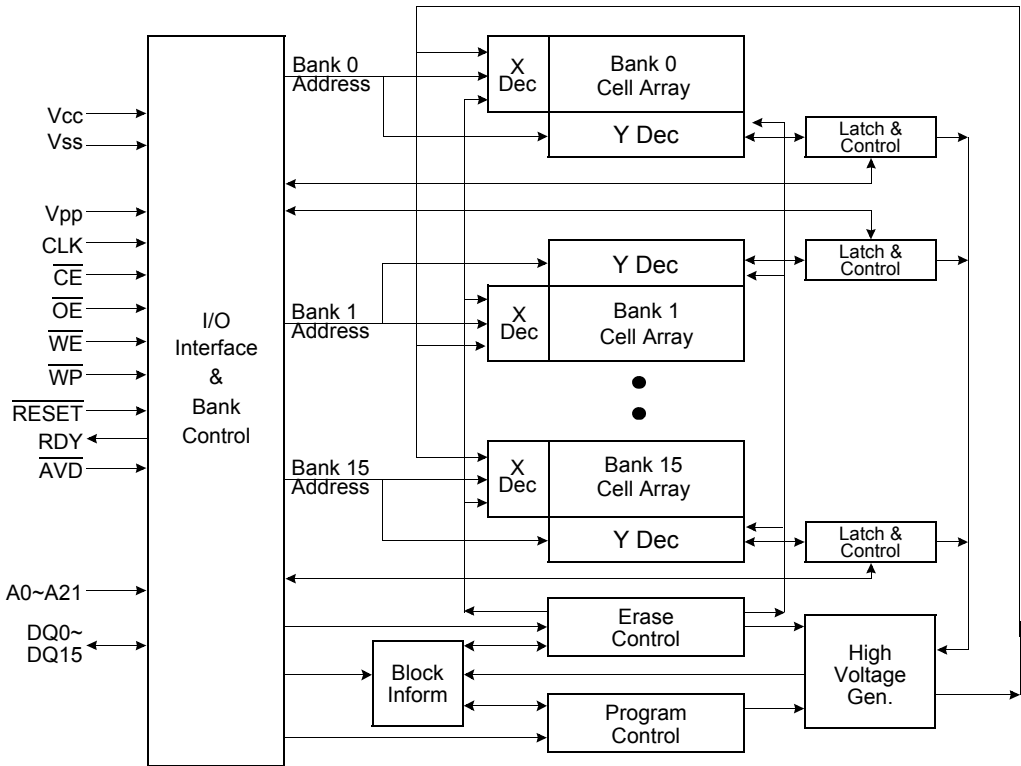 Vcc
Vss
Vpp
CLK
CE
OE
WE
WP
RESET
RDY
AVD
A0~A21
DQ0~
DQ15
I/O
Interface
&
Bank
Control
Bank 0
Address
X
Dec
Bank 0
Cell Array
Y Dec
Latch &
Control
Y Dec
Latch &
Control
Bank 1
Address
X
Dec
Bank 1
Cell Array
Bank 15
Address
X
Dec
Bank 15
Cell Array
Y Dec
Latch &
Control
Erase
Control
Block
Inform
High
Voltage
Gen.
Program
Control